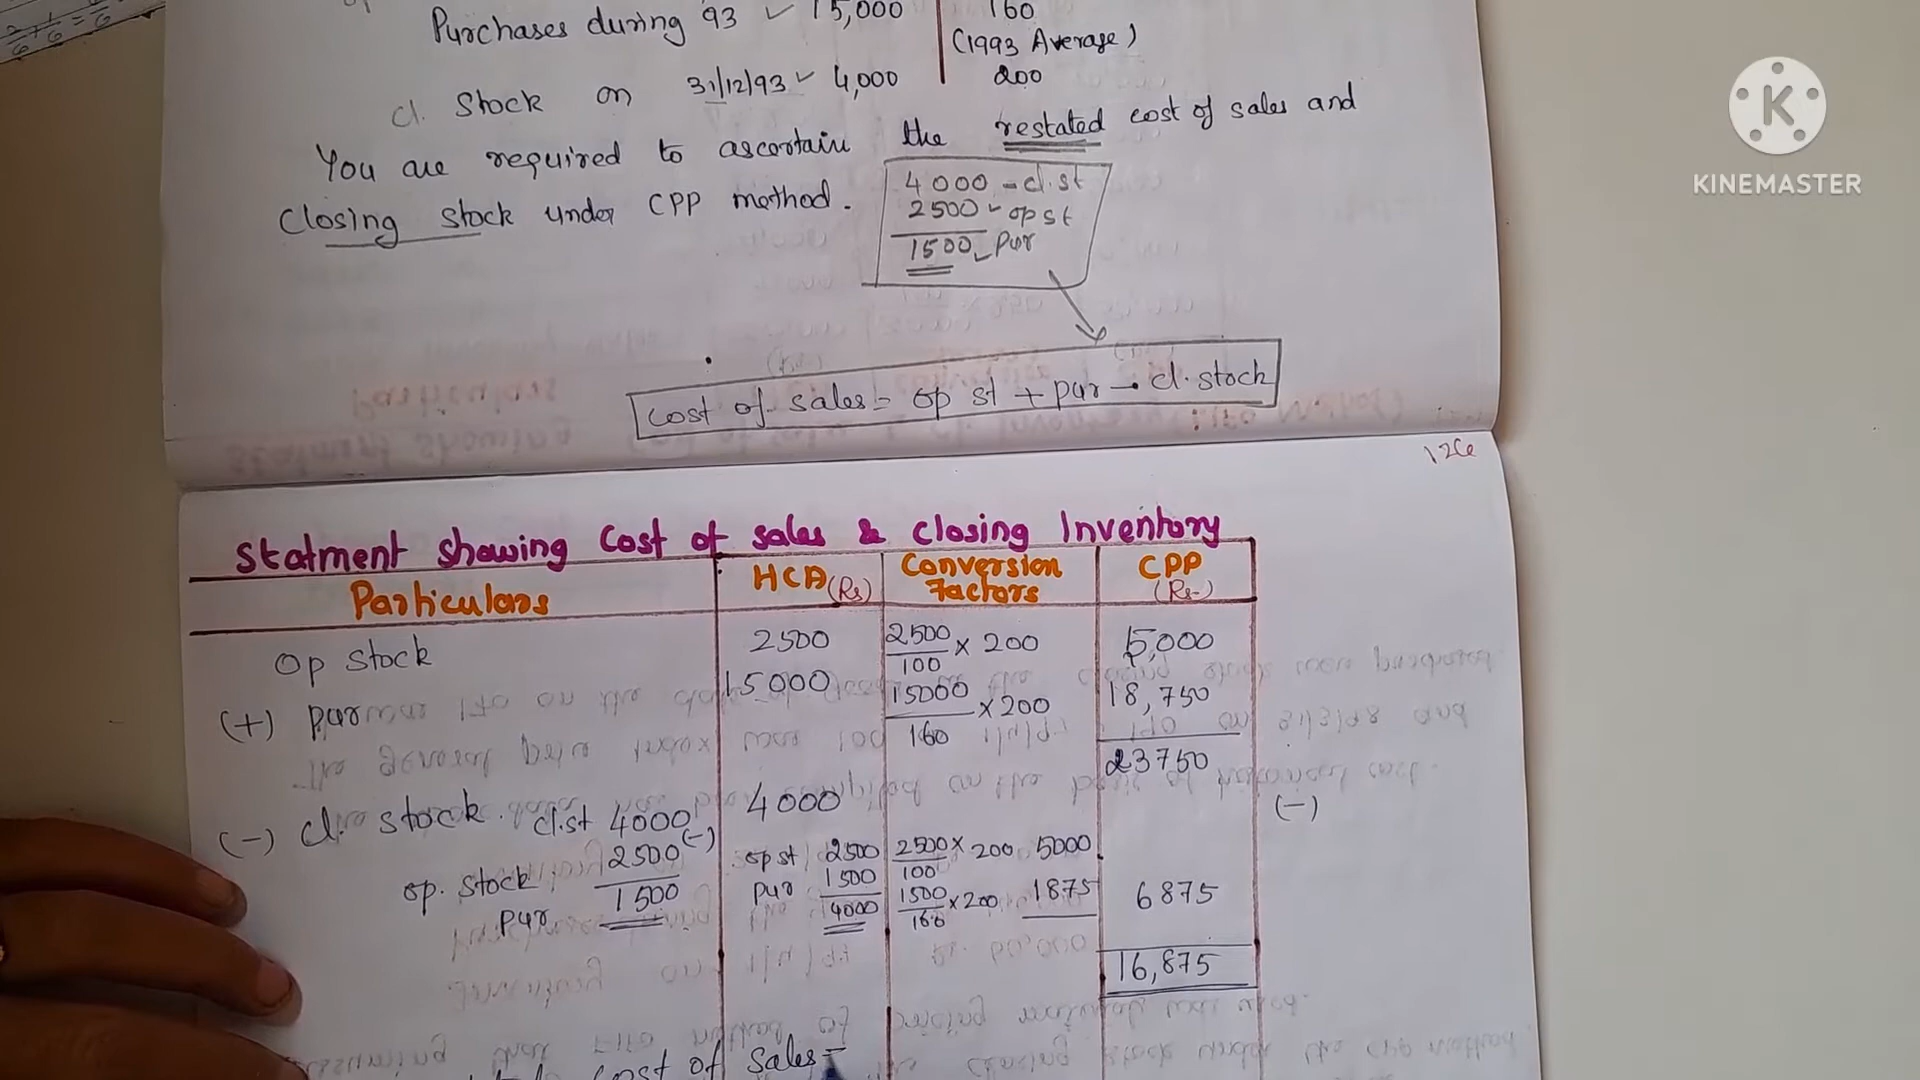 Purchases during 93 ✓ 15,000 160
(1993 Average)
cl. Stock on 31/12/93 ✓ 4,000 200
You are required to ascertain the restated cost of sales and
Closing stock under CPP method.
4000 - cl.st
2500 - op st
1500 - pur
Cost of sales = op st + pur - cl.stock
KINEMASTER
Statment showing Cost of sales & Closing Inventory
Particulars HCA (Rs) Conversion Factors CPP (Rs)
Op stock 2500 2500/100 × 200 5,000
(+) pur 15000 15000/160 × 200 18,750
23750
(-) cl. stock. cl.st 4000 4000 (-)
op. stock 2500 (-) op st 2500 2500/100 × 200 5000
pur 1500 pur 1500 1500/160 × 200 1875 6875
4000
16,875
cost of sales =